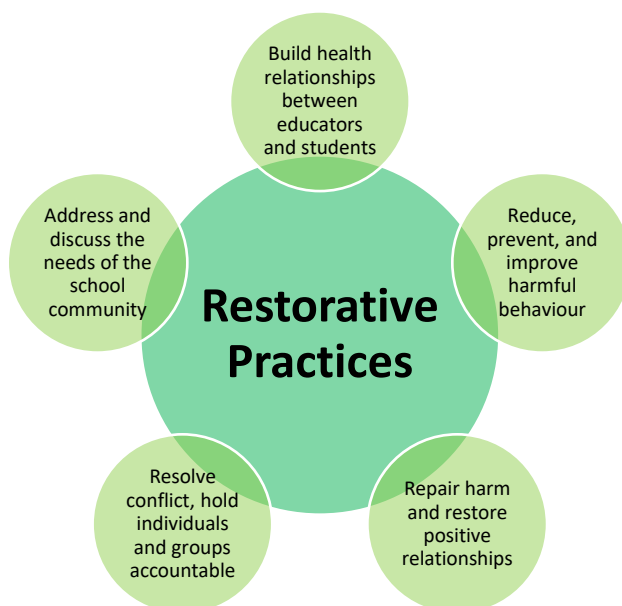 Build health
relationships
between
educators
and students
Reduce,
prevent, and
improve
harmful
behaviour
Repair harm
and restore
positive
relationships
Resolve
conflict, hold
individuals
and groups
accountable
Address and
discuss the
needs of the
school
community
Restorative
Practices